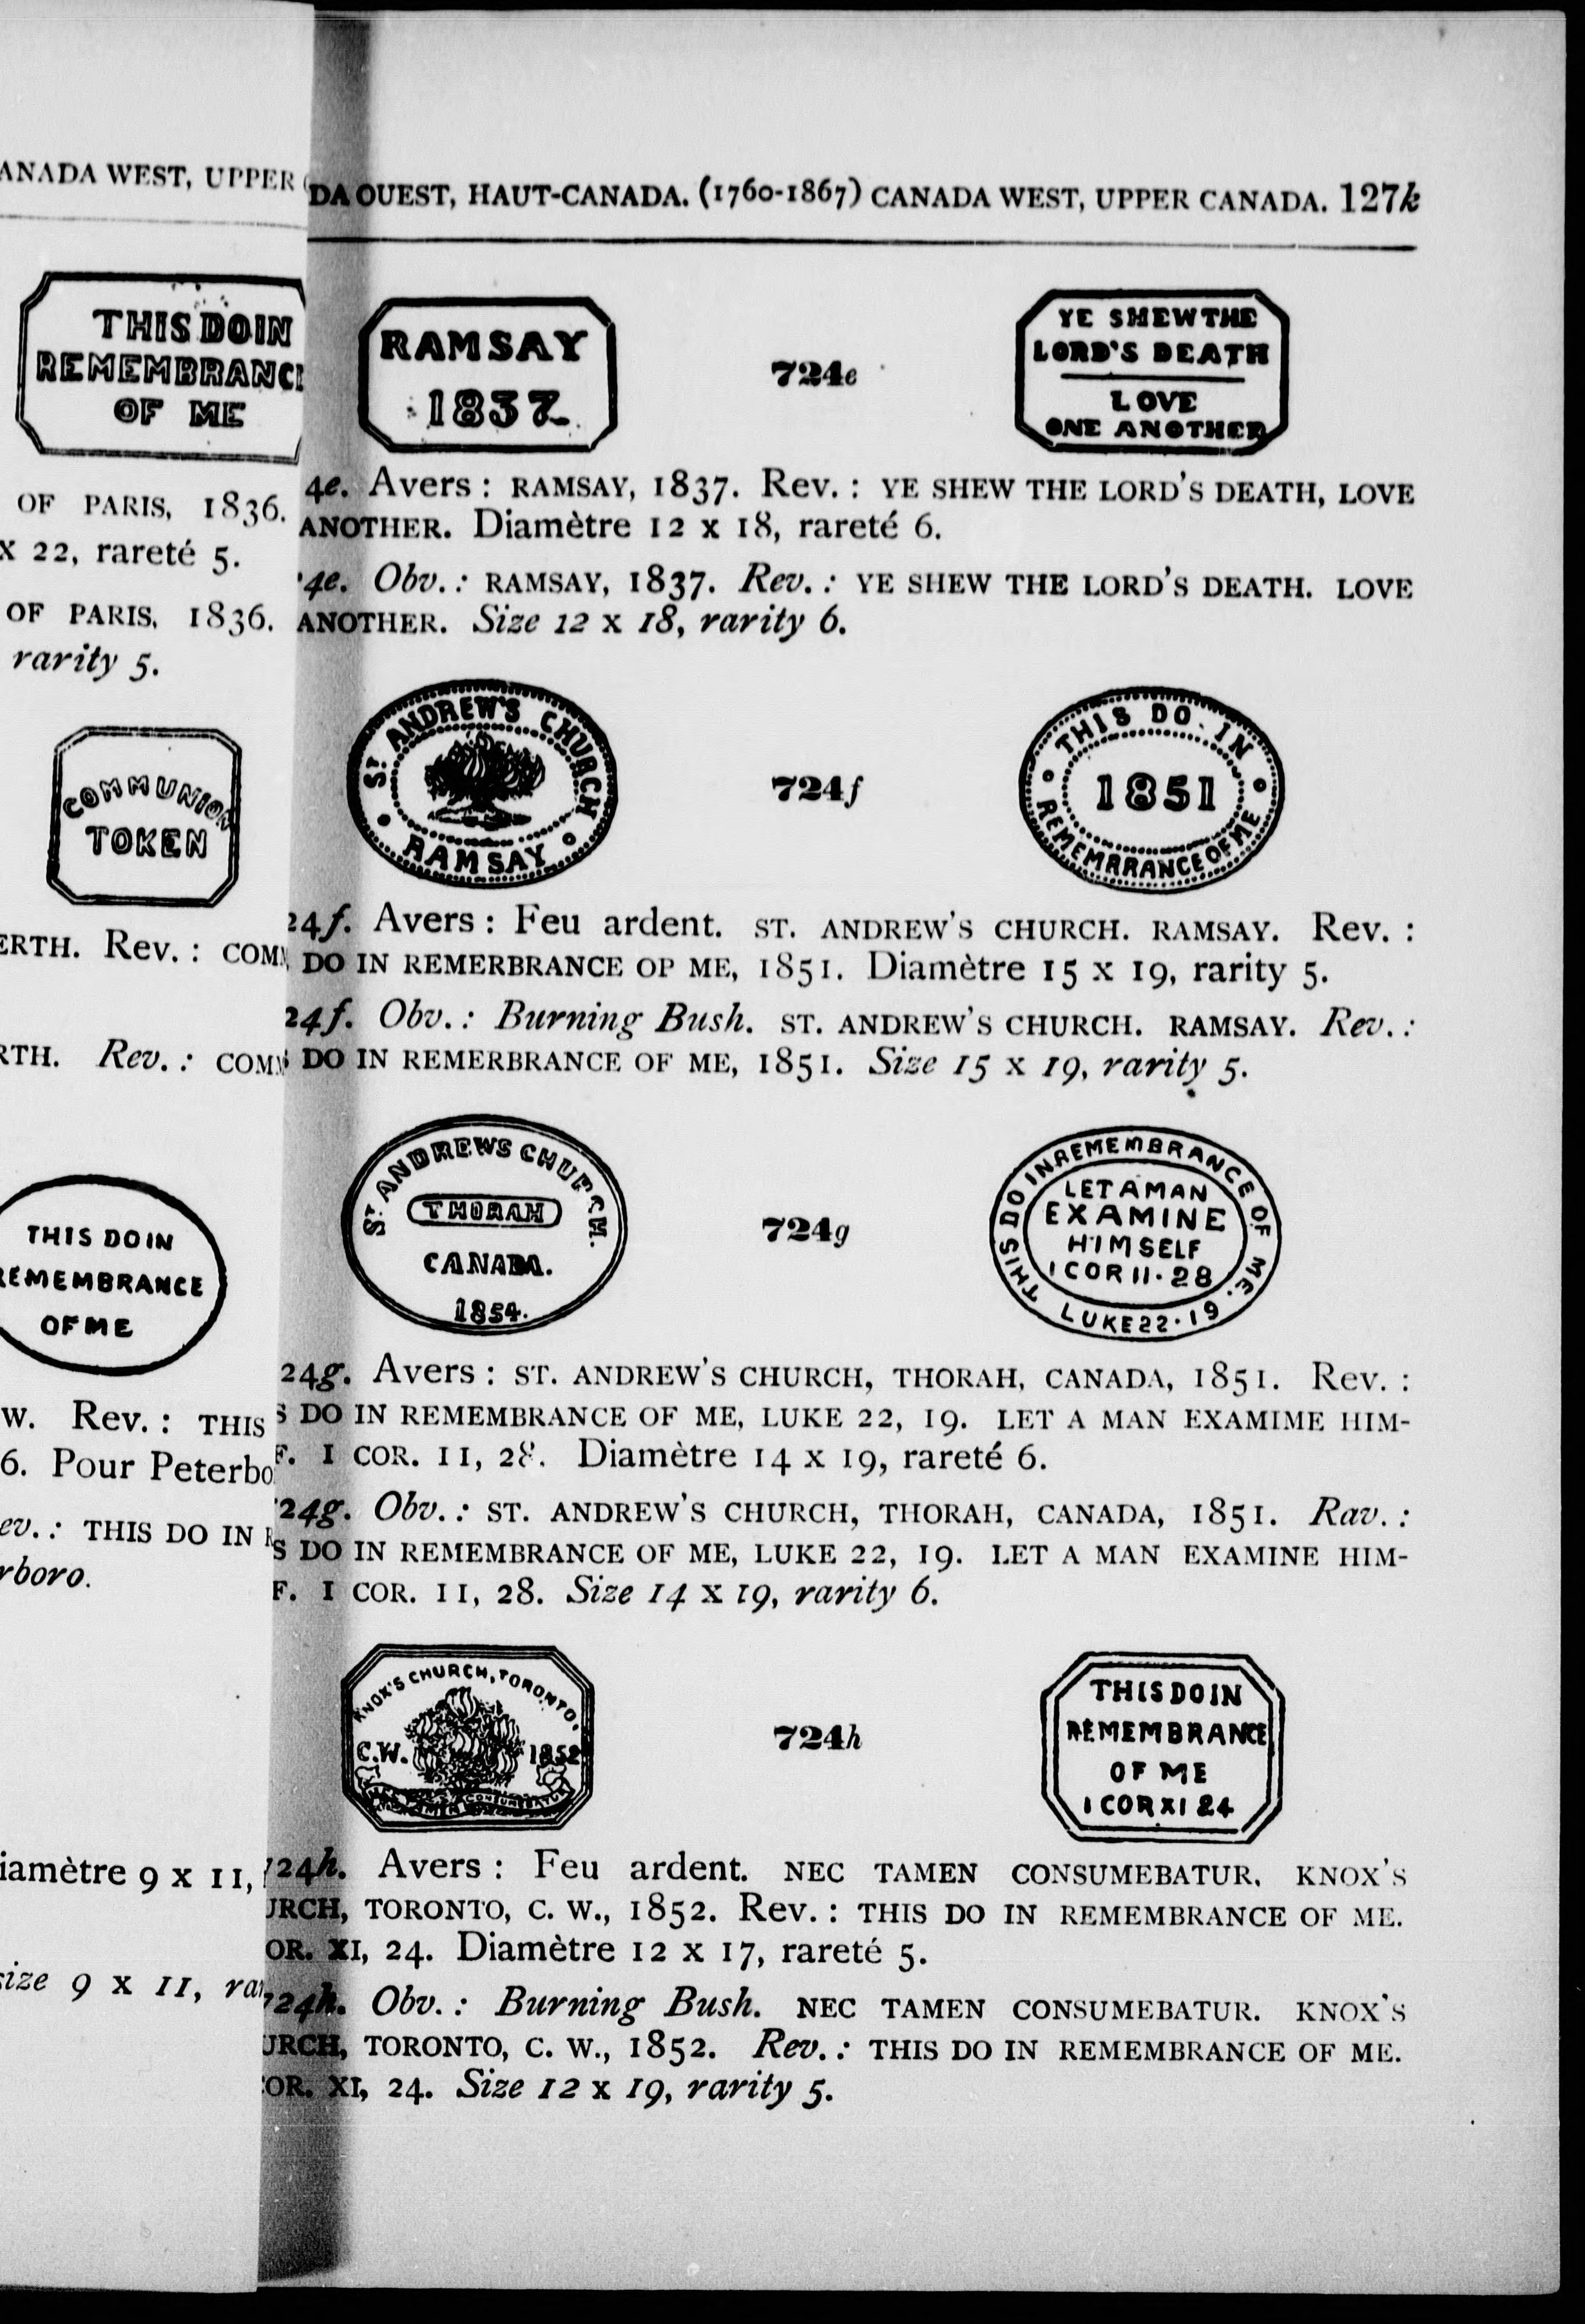 ANADA WEST, UPPER
THIS DO IN
REMEMBRANC
OF ME
OF PARIS, 1836.
X 22, rareté 5.
OF PARIS, 1836.
rarity 5.
COMMUNION
TOKEN
ERTH. Rev. : COMM
RTH. Rev. : COMM
THIS DO IN
REMEMBRANCE
OF ME
W. Rev. : THIS
6. Pour Peterbo
ev. : THIS DO IN R
rboro.
iamètre 9 x 11,
size 9 x 11, rar
DA OUEST, HAUT-CANADA. (1760-1867) CANADA WEST, UPPER CANADA. 127k
RAMSAY
1837
724e
YE SHEW THE
LORD'S DEATH
LOVE
ONE ANOTHER
4e. Avers : RAMSAY, 1837. Rev. : YE SHEW THE LORD'S DEATH, LOVE
ANOTHER. Diamètre 12 x 18, rareté 6.
4e. Obv. : RAMSAY, 1837. Rev. : YE SHEW THE LORD'S DEATH. LOVE
ANOTHER. Size 12 x 18, rarity 6.
ST. ANDREW'S CHURCH
RAMSAY
724f
THIS DO. IN
1851
REMEMRRANCE OF ME
24f. Avers : Feu ardent. ST. ANDREW'S CHURCH. RAMSAY. Rev. :
DO IN REMERBRANCE OP ME, 1851. Diamètre 15 x 19, rarity 5.
24f. Obv. : Burning Bush. ST. ANDREW'S CHURCH. RAMSAY. Rev. :
DO IN REMERBRANCE OF ME, 1851. Size 15 x 19, rarity 5.
ST. ANDREWS CHURCH.
THORAH
CANADA.
1854.
724g
THIS DO IN REMEMBRANCE OF ME.
LET A MAN
EXAMINE
HIMSELF
1 COR 11·28
LUKE 22·19
24g. Avers : ST. ANDREW'S CHURCH, THORAH, CANADA, 1851. Rev. :
S DO IN REMEMBRANCE OF ME, LUKE 22, 19. LET A MAN EXAMIME HIM-
F. I COR. 11, 28. Diamètre 14 x 19, rareté 6.
24g. Obv. : ST. ANDREW'S CHURCH, THORAH, CANADA, 1851. Rav. :
S DO IN REMEMBRANCE OF ME, LUKE 22, 19. LET A MAN EXAMINE HIM-
F. I COR. 11, 28. Size 14 x 19, rarity 6.
KNOX'S CHURCH, TORONTO,
C.W. 1852
CONSUMEBATUR
724h
THIS DO IN
REMEMBRANCE
OF ME
1 COR XI 24
724h. Avers : Feu ardent. NEC TAMEN CONSUMEBATUR. KNOX'S
URCH, TORONTO, C. W., 1852. Rev. : THIS DO IN REMEMBRANCE OF ME.
OR. XI, 24. Diamètre 12 x 17, rareté 5.
724h. Obv. : Burning Bush. NEC TAMEN CONSUMEBATUR. KNOX'S
URCH, TORONTO, C. W., 1852. Rev. : THIS DO IN REMEMBRANCE OF ME.
OR. XI, 24. Size 12 x 19, rarity 5.